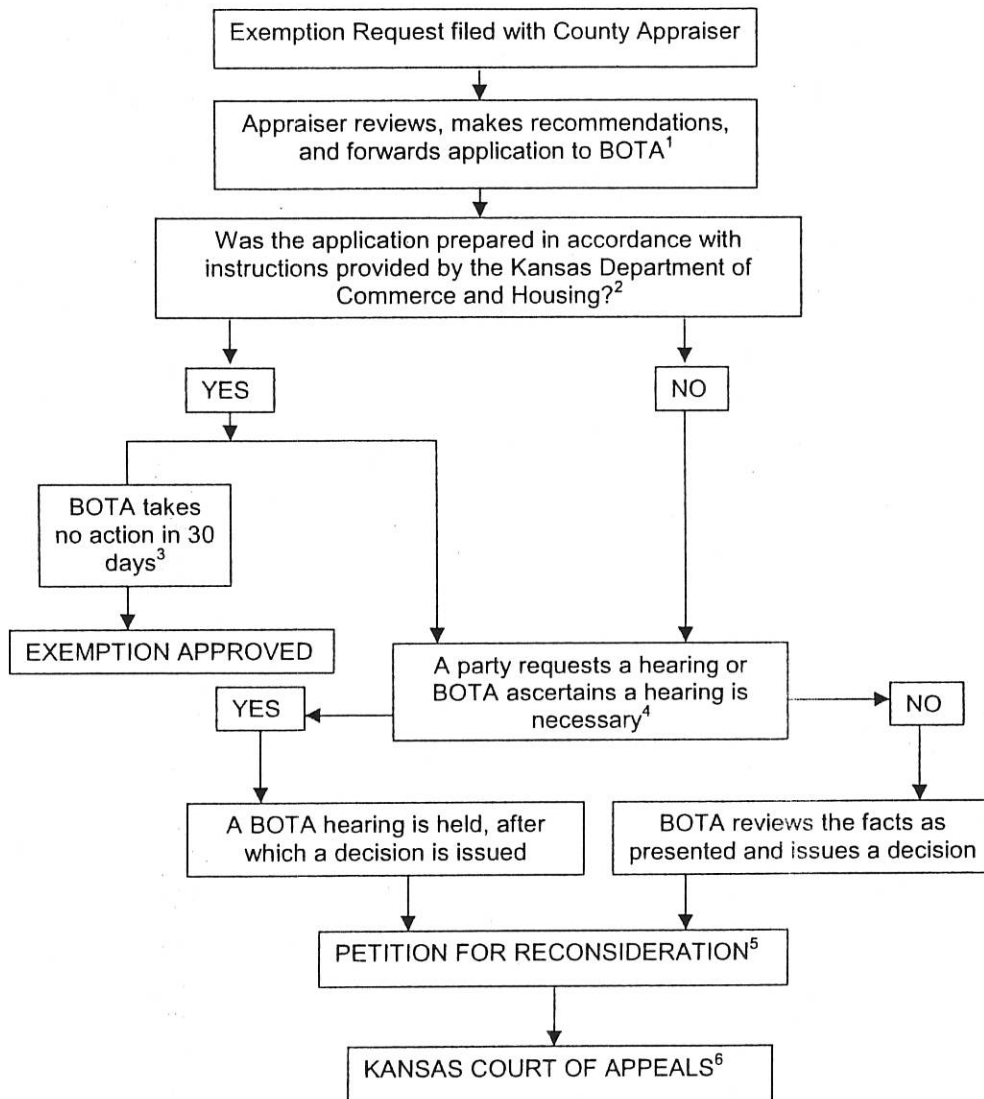 Exemption Request filed with County Appraiser
Appraiser reviews, makes recommendations,
and forwards application to BOTA¹
Was the application prepared in accordance with
instructions provided by the Kansas Department of
Commerce and Housing?²
YES
NO
BOTA takes
no action in 30
days³
EXEMPTION APPROVED
A party requests a hearing or
BOTA ascertains a hearing is
necessary⁴
YES
NO
A BOTA hearing is held, after
which a decision is issued
BOTA reviews the facts as
presented and issues a decision
PETITION FOR RECONSIDERATION⁵
KANSAS COURT OF APPEALS⁶